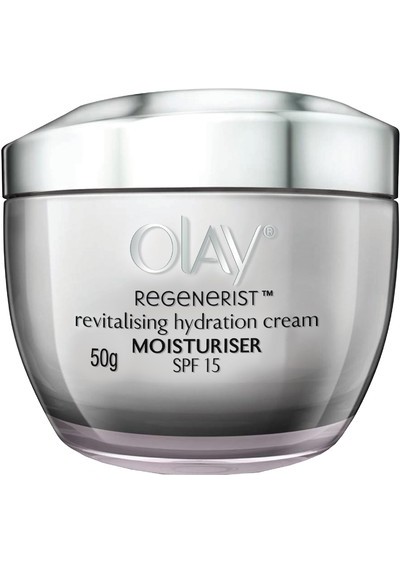 OLAY®
REGENERIST™
revitalising hydration cream
MOISTURISER
50g
SPF 15